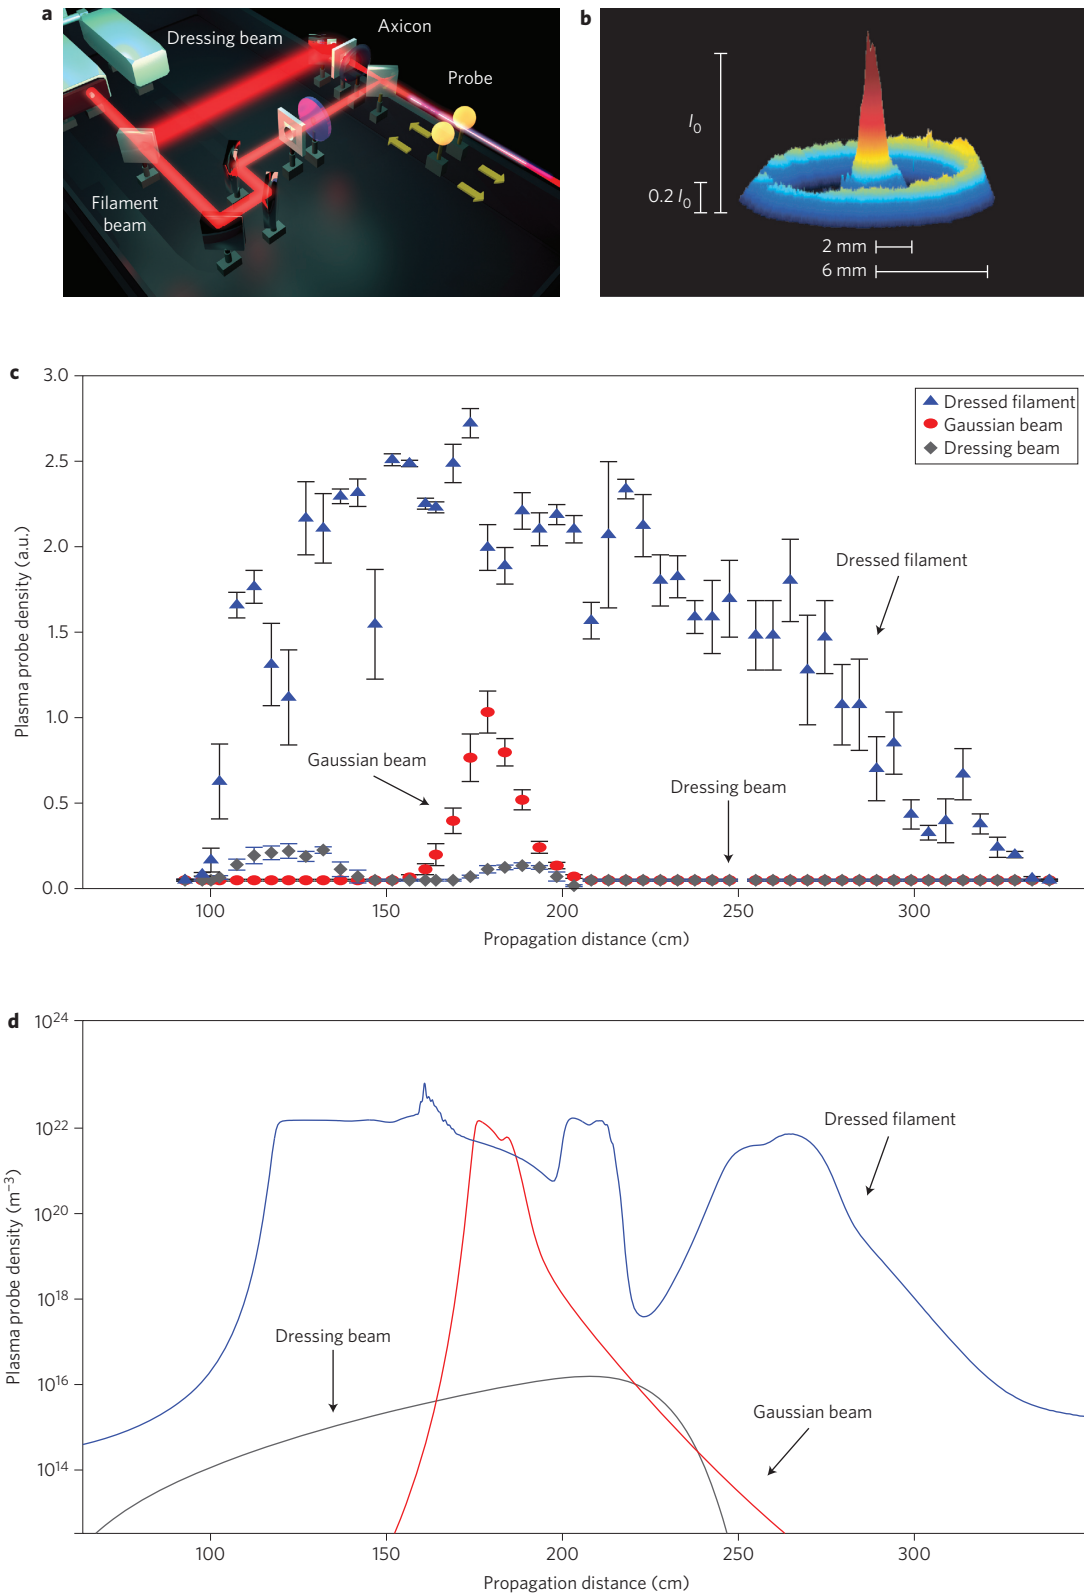 a
Dressing beam
Axicon
Probe
Filament
beam
b
I0
0.2 I0
2 mm
6 mm
c
3.0
2.5
2.0
1.5
1.0
0.5
0.0
Plasma probe density (a.u.)
Dressed filament
Gaussian beam
Dressing beam
Dressed filament
Gaussian beam
Dressing beam
100
150
200
250
300
Propagation distance (cm)
d
10^24
10^22
10^20
10^18
10^16
10^14
Plasma probe density (m^−3)
Dressed filament
Dressing beam
Gaussian beam
100
150
200
250
300
Propagation distance (cm)